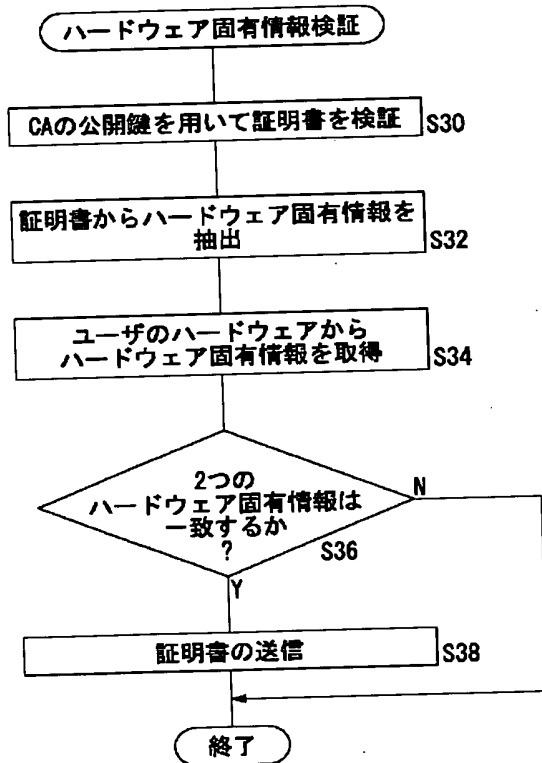 ハードウェア固有情報検証
CAの公開鍵を用いて証明書を検証
S30
証明書からハードウェア固有情報を
抽出
S32
ユーザのハードウェアから
ハードウェア固有情報を取得
S34
2つの
ハードウェア固有情報は
一致するか
?
S36
N
Y
証明書の送信
S38
終了